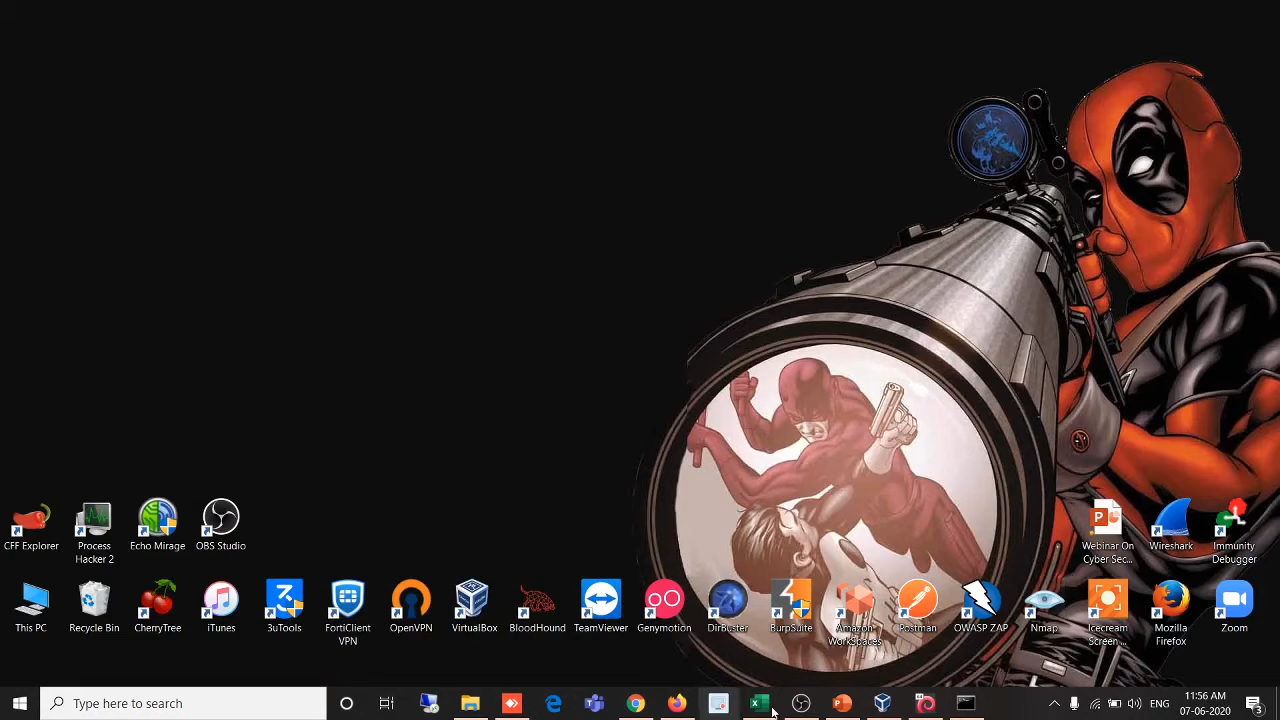 CFF Explorer
Process
Hacker 2
Echo Mirage
OBS Studio
Webinar On
Cyber Sec...
Wireshark
Immunity
Debugger
This PC
Recycle Bin
CherryTree
iTunes
3uTools
FortiClient
VPN
OpenVPN
VirtualBox
BloodHound
TeamViewer
Genymotion
DirBuster
BurpSuite
Amazon
WorkSpaces
Postman
OWASP ZAP
Nmap
Icecream
Screen ...
Mozilla
Firefox
Zoom
Type here to search
ENG
11:56 AM
07-06-2020
3